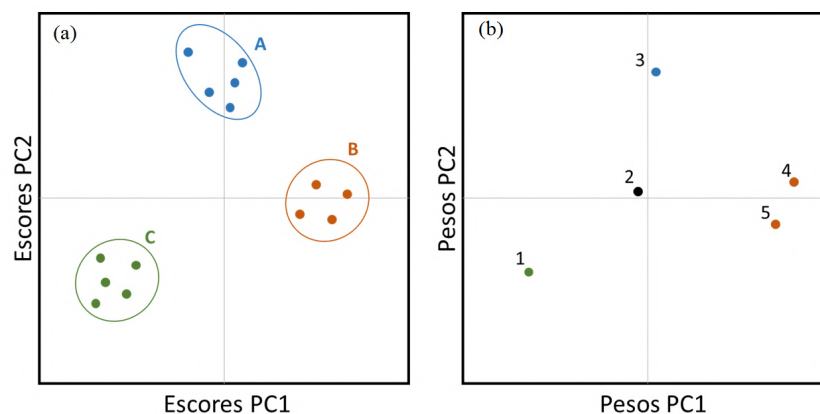 (a)
A
B
C
Escores PC2
Escores PC1
(b)
3
2
4
5
1
Pesos PC2
Pesos PC1